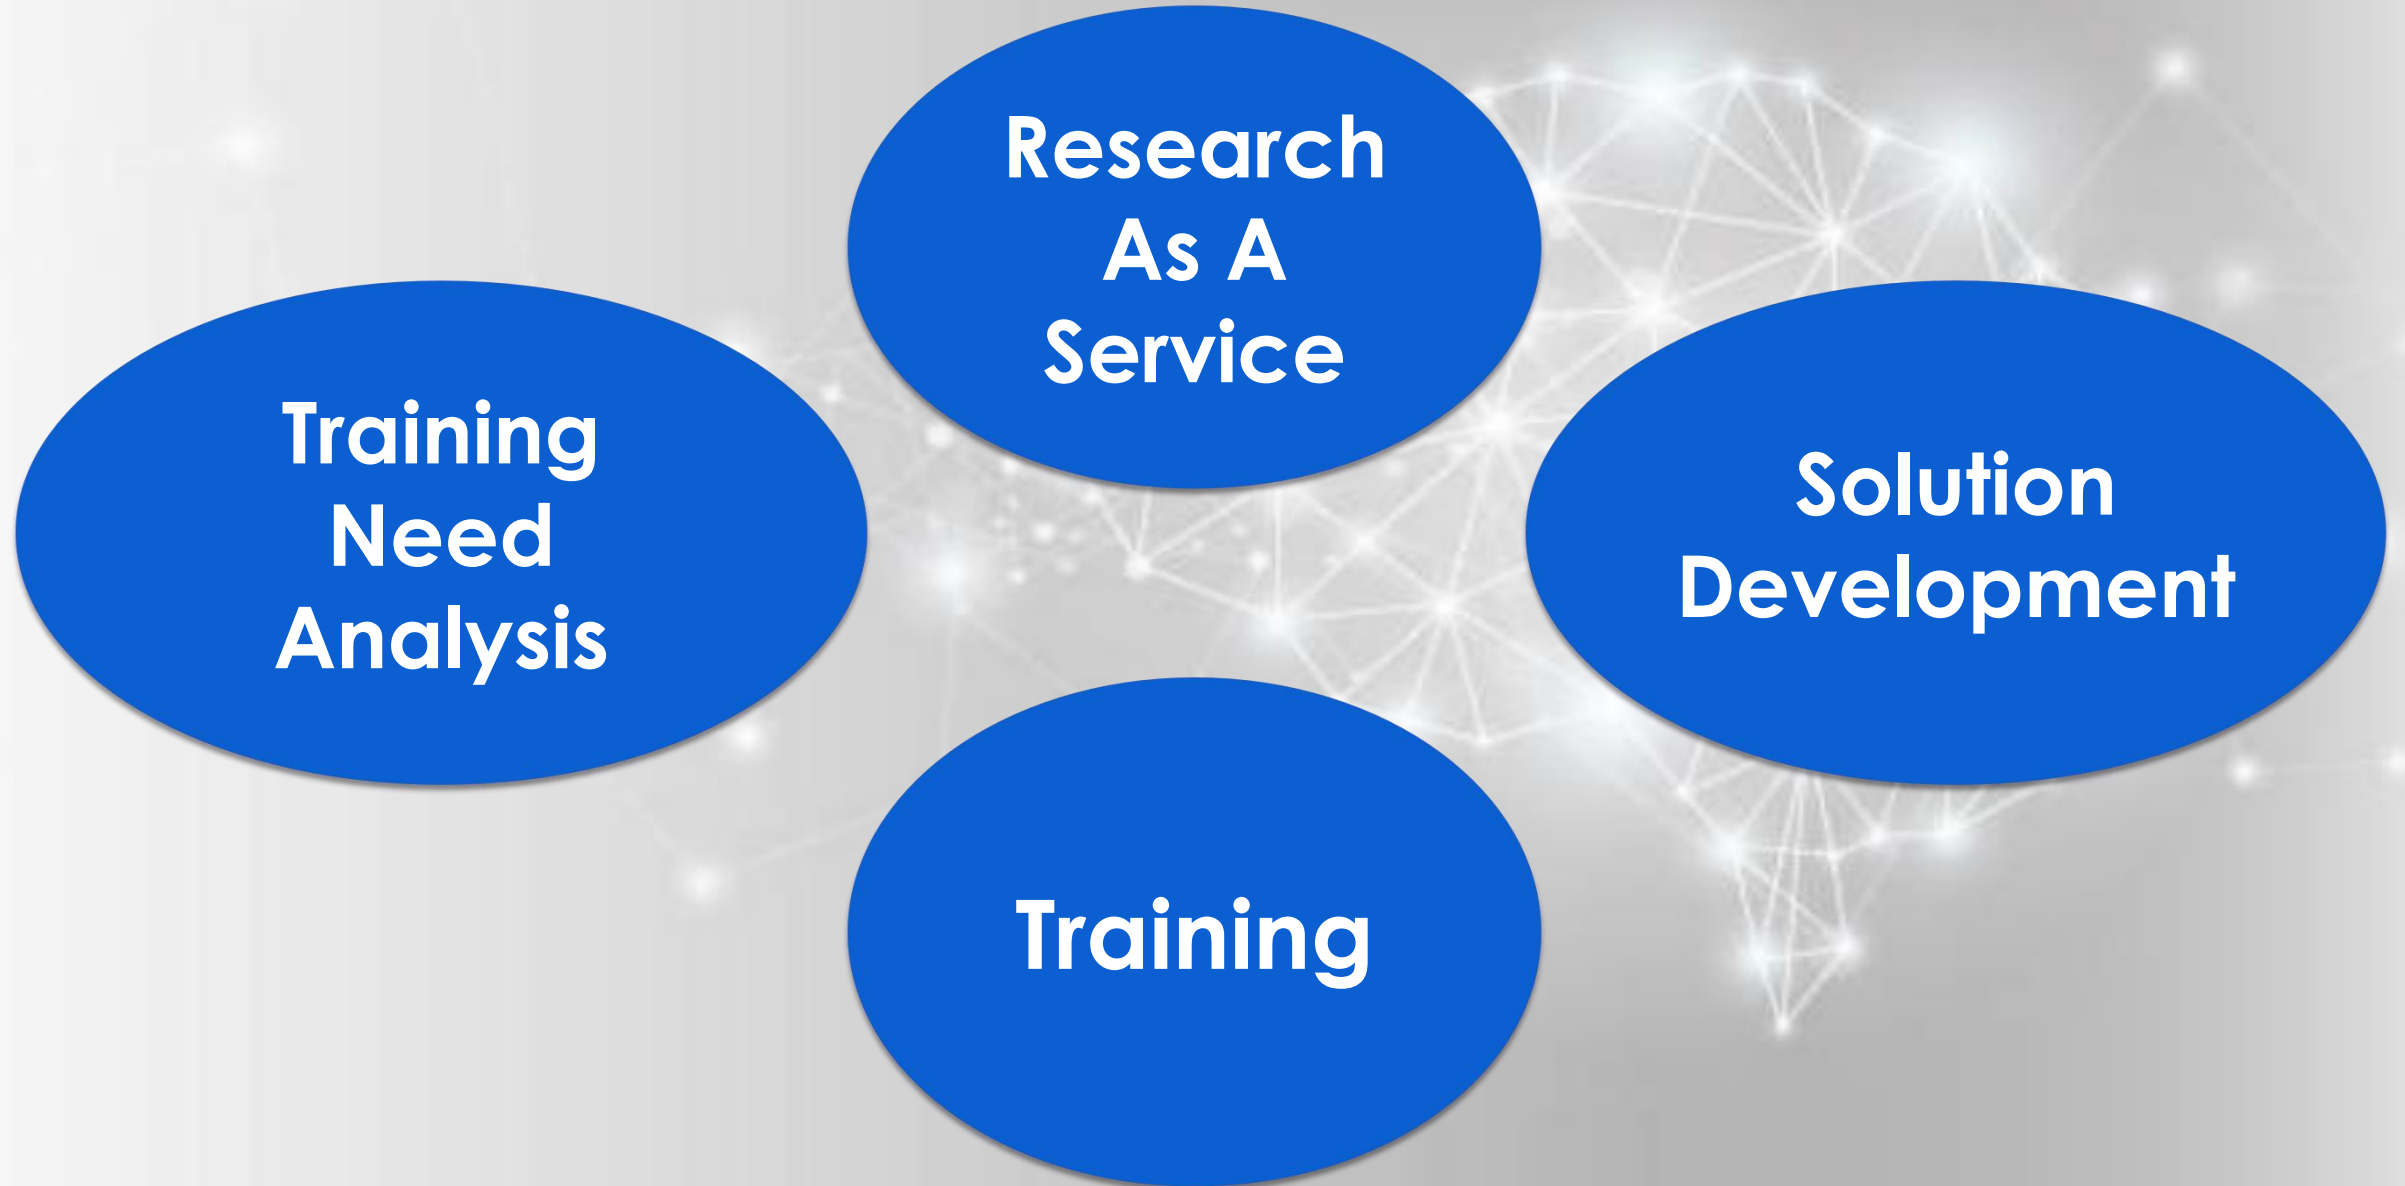 Research
As A
Service
Training
Need
Analysis
Solution
Development
Training